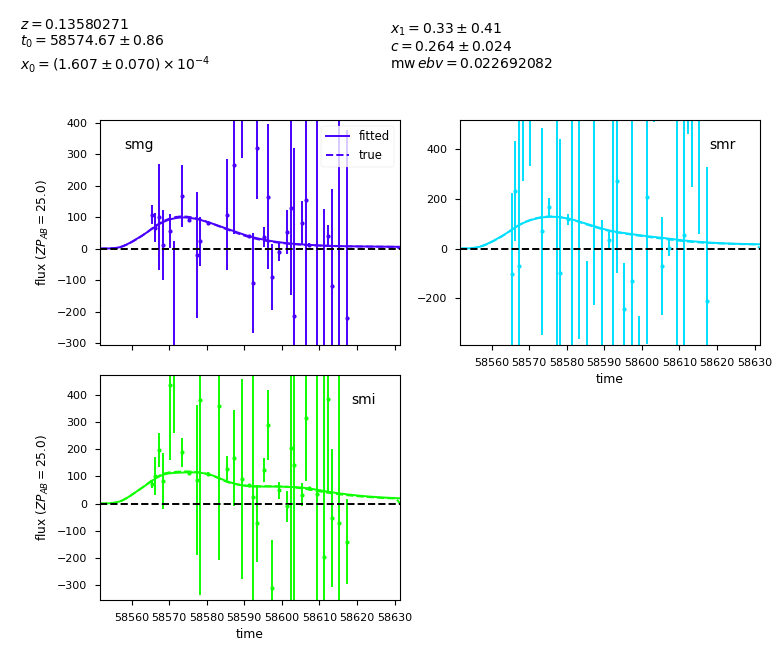 z = 0.13580271
t₀ = 58574.67 ± 0.86
x₀ = (1.607 ± 0.070) × 10⁻⁴
x₁ = 0.33 ± 0.41
c = 0.264 ± 0.024
mw ebv = 0.022692082
smg
fitted
true
400
300
200
100
0
−100
−200
−300
flux (ZP_AB = 25.0)
smr
400
200
0
−200
58560 58570 58580 58590 58600 58610 58620 58630
time
smi
400
300
200
100
0
−100
−200
−300
flux (ZP_AB = 25.0)
58560 58570 58580 58590 58600 58610 58620 58630
time